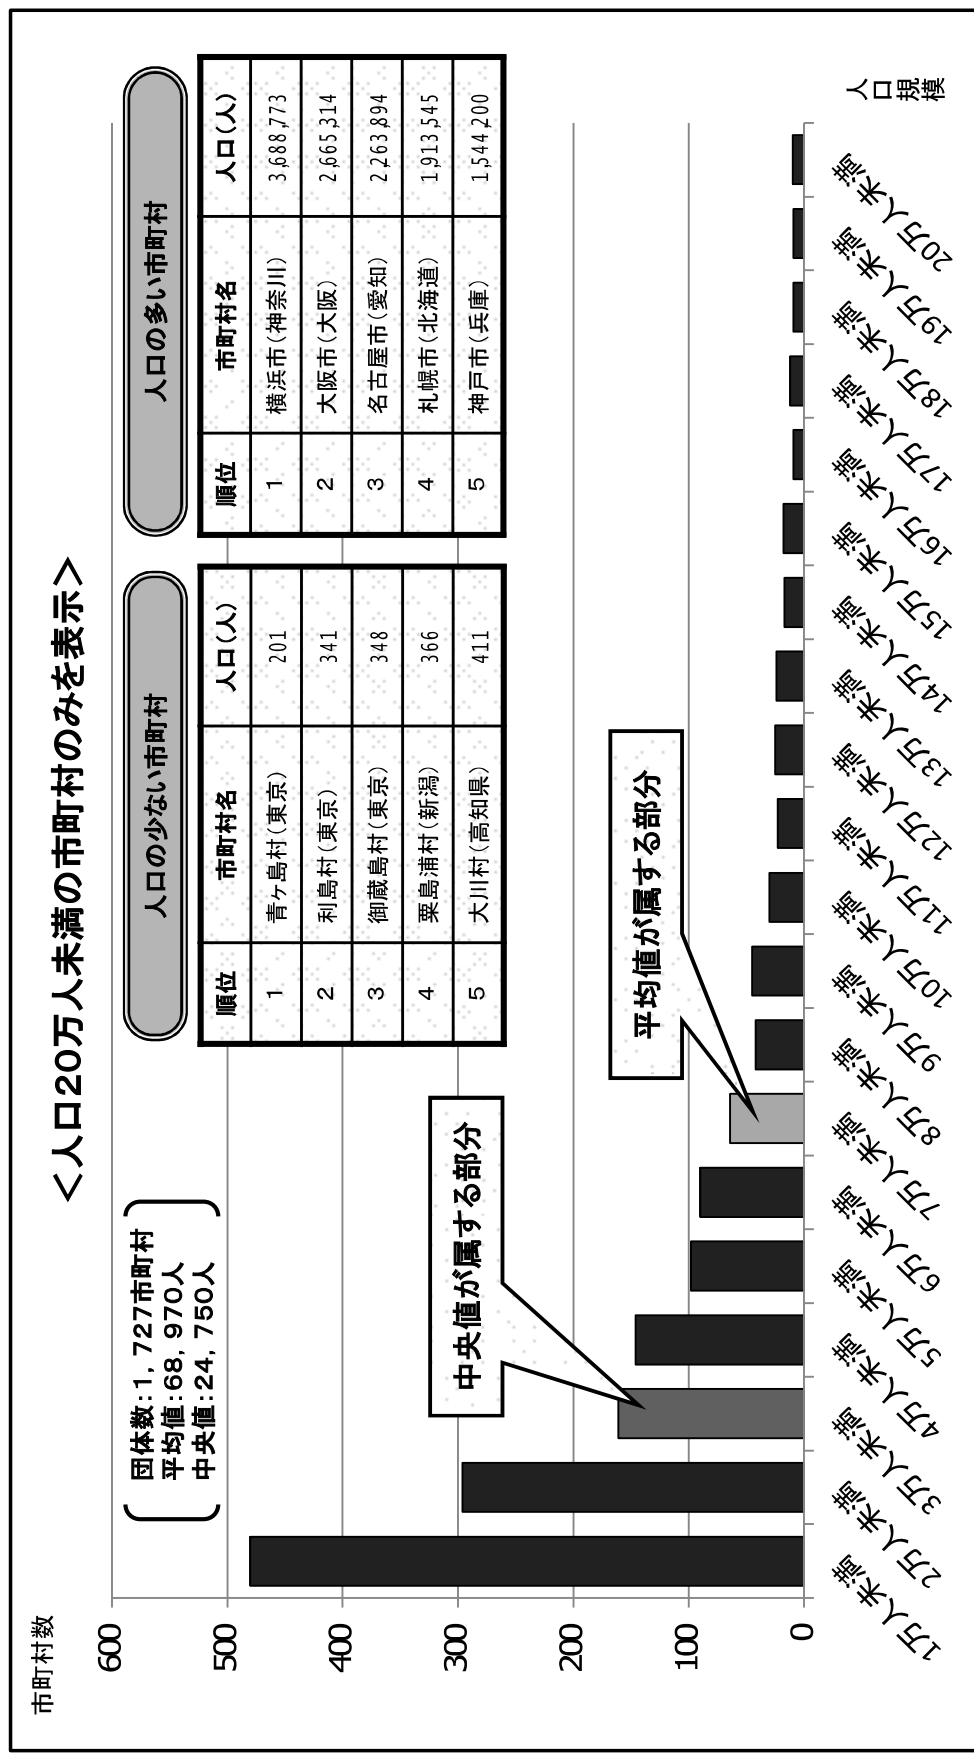 <人口20万人未満の市町村のみを表示>
市町村数
団体数:1,727市町村
平均値:68,970人
中央値:24,750人
人口の少ない市町村
順位 市町村名 人口(人)
1 青ヶ島村(東京) 201
2 利島村(東京) 341
3 御蔵島村(東京) 348
4 粟島浦村(新潟) 366
5 大川村(高知県) 411
人口の多い市町村
順位 市町村名 人口(人)
1 横浜市(神奈川) 3,688,773
2 大阪市(大阪) 2,665,314
3 名古屋市(愛知) 2,263,894
4 札幌市(北海道) 1,913,545
5 神戸市(兵庫) 1,544,200
中央値が属する部分
平均値が属する部分
600
500
400
300
200
100
0
1万人未満
2万人未満
3万人未満
4万人未満
5万人未満
6万人未満
7万人未満
8万人未満
9万人未満
10万人未満
11万人未満
12万人未満
13万人未満
14万人未満
15万人未満
16万人未満
17万人未満
18万人未満
19万人未満
20万人未満
人口規模